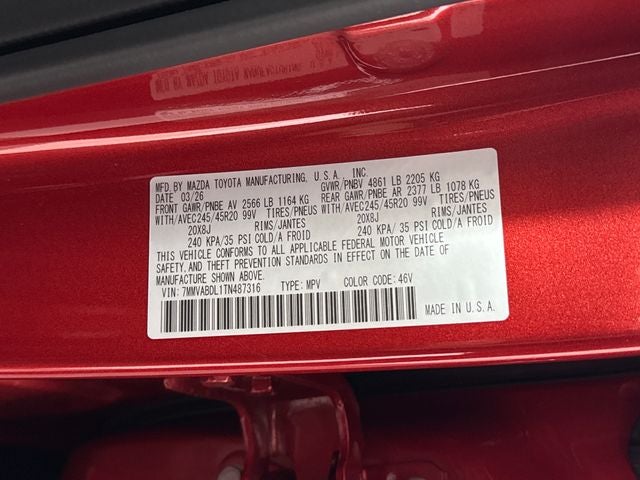 MFD. BY MAZDA TOYOTA MANUFACTURING, U.S.A., INC.
DATE 03/26 GVWR/PNBV 4861 LB 2205 KG
FRONT GAWR/PNBE AV 2566 LB 1164 KG REAR GAWR/PNBE AR 2377 LB 1078 KG
WITH/AVEC245/45R20 99V TIRES/PNEUS WITH/AVEC245/45R20 99V TIRES/PNEUS
20X8J RIMS/JANTES 20X8J RIMS/JANTES
240 KPA/ 35 PSI COLD/A FROID 240 KPA/ 35 PSI COLD/A FROID
THIS VEHICLE CONFORMS TO ALL APPLICABLE FEDERAL MOTOR VEHICLE
SAFETY, AND THEFT PREVENTION STANDARDS IN EFFECT ON THE DATE OF
MANUFACTURE SHOWN ABOVE.
VIN: 7MMVABDL1TN487316 TYPE: MPV COLOR CODE: 46V
MADE IN U.S.A.